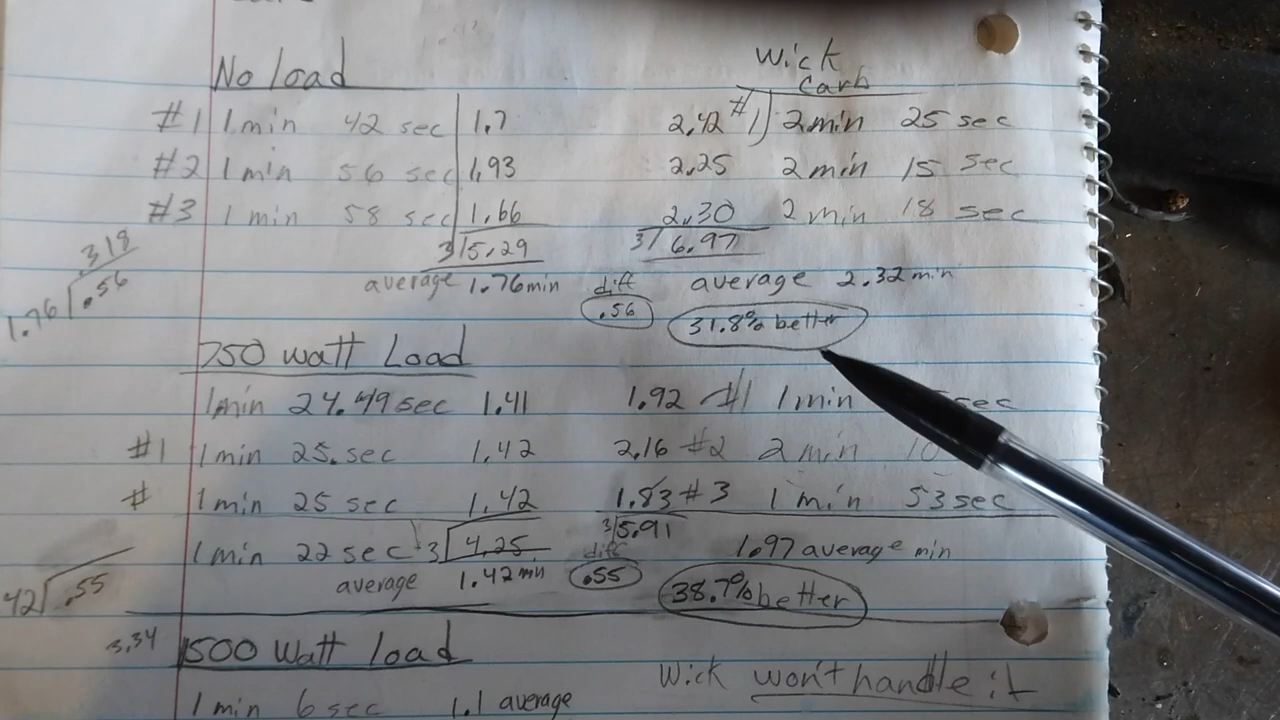 No load Wick
Carb
#1 1 min 42 sec 1.7 2.42 #1 2 min 25 sec
#2 1 min 56 sec 1.93 2.25 2 min 15 sec
#3 1 min 58 sec 1.66 2.30 2 min 18 sec
3 5.29 3/6.97
.318
1.76 .56
average 1.76 min diff average 2.32 min
.56 31.8% better
750 watt Load
1 min 24.49 sec 1.41 1.92 #1 1 min sec
#1 1 min 25. sec 1.42 2.16 #2 2 min 10
# 1 min 25 sec 1.42 1.83 #3 1 min 53 sec
3/5.91
1 min 22 sec 3 4.25 diff 1.97 average min
42 .55
average 1.42 min .55 38.7% better
3.34 1500 Watt load
Wick won't handle it
1 min 6 sec 1.1 average